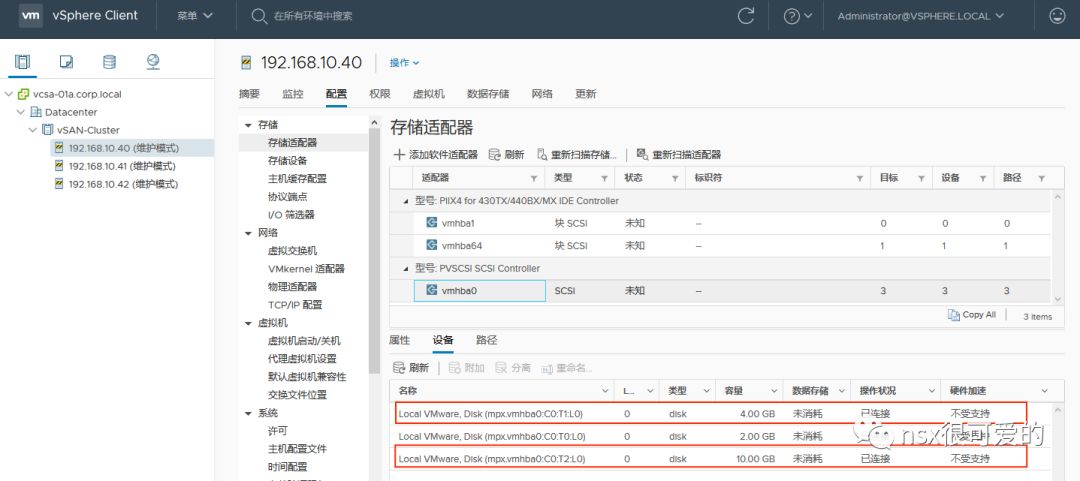 vm vSphere Client 菜单 在所有环境中搜索 Administrator@VSPHERE.LOCAL
192.168.10.40 操作
摘要 监控 配置 权限 虚拟机 数据存储 网络 更新
vcsa-01a.corp.local
Datacenter
vSAN-Cluster
192.168.10.40 (维护模式)
192.168.10.41 (维护模式)
192.168.10.42 (维护模式)
存储
存储适配器
存储设备
主机缓存配置
协议端点
I/O 筛选器
网络
虚拟交换机
VMkernel 适配器
物理适配器
TCP/IP 配置
虚拟机
虚拟机启动/关机
代理虚拟机设置
默认虚拟机兼容性
交换文件位置
系统
许可
主机配置文件
时间配置
存储适配器
添加软件适配器 刷新 重新扫描存储... 重新扫描适配器
适配器 类型 状态 标识符 目标 设备 路径
型号: PIIX4 for 430TX/440BX/MX IDE Controller
vmhba1 块 SCSI 未知 -- 0 0 0
vmhba64 块 SCSI 未知 -- 1 1 1
型号: PVSCSI SCSI Controller
vmhba0 SCSI 未知 -- 3 3 3
Copy All 3 items
属性 设备 路径
刷新 附加 分离 重命名...
名称 L... 类型 容量 数据存储 操作状况 硬件加速
Local VMware, Disk (mpx.vmhba0:C0:T1:L0) 0 disk 4.00 GB 未消耗 已连接 不受支持
Local VMware, Disk (mpx.vmhba0:C0:T0:L0) 0 disk 2.00 GB 未消耗
Local VMware, Disk (mpx.vmhba0:C0:T2:L0) 0 disk 10.00 GB 未消耗 已连接 不受支持
nsx很可爱的